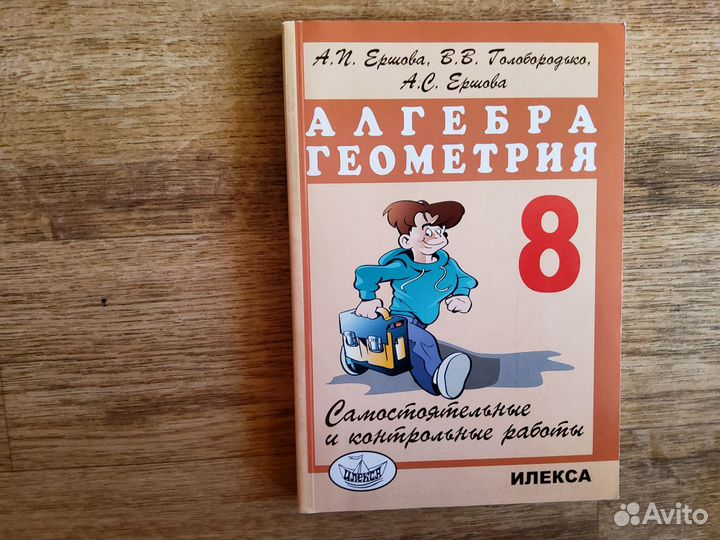 А.П. Ершова, В.В. Голобородько,
А.С. Ершова
АЛГЕБРА
ГЕОМЕТРИЯ
8
Самостоятельные
и контрольные работы
ИЛЕКСА
ИЛЕКСА
Avito